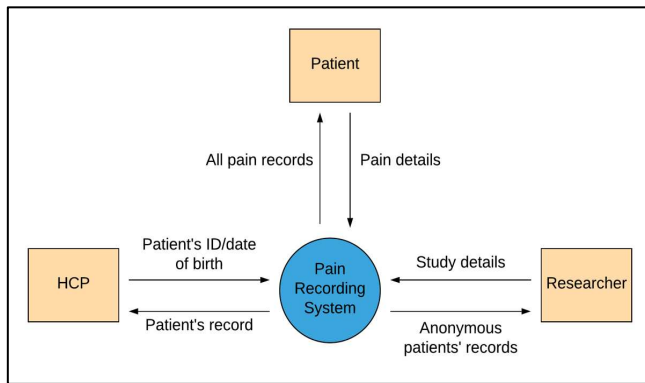 Patient
All pain records
Pain details
Patient's ID/date
of birth
HCP
Patient's record
Pain
Recording
System
Study details
Researcher
Anonymous
patients' records